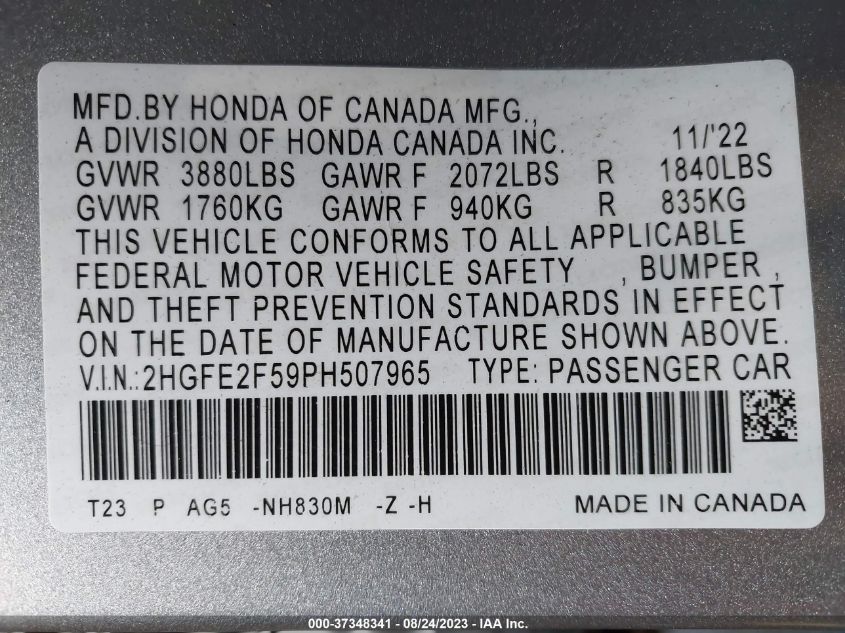 MFD.BY HONDA OF CANADA MFG.,
A DIVISION OF HONDA CANADA INC. 11/'22
GVWR 3880LBS GAWR F 2072LBS R 1840LBS
GVWR 1760KG GAWR F 940KG R 835KG
THIS VEHICLE CONFORMS TO ALL APPLICABLE
FEDERAL MOTOR VEHICLE SAFETY , BUMPER ,
AND THEFT PREVENTION STANDARDS IN EFFECT
ON THE DATE OF MANUFACTURE SHOWN ABOVE.
V.I.N.:2HGFE2F59PH507965 TYPE: PASSENGER CAR
T23 P AG5 -NH830M -Z -H MADE IN CANADA
000-37348341 - 08/24/2023 - IAA Inc.